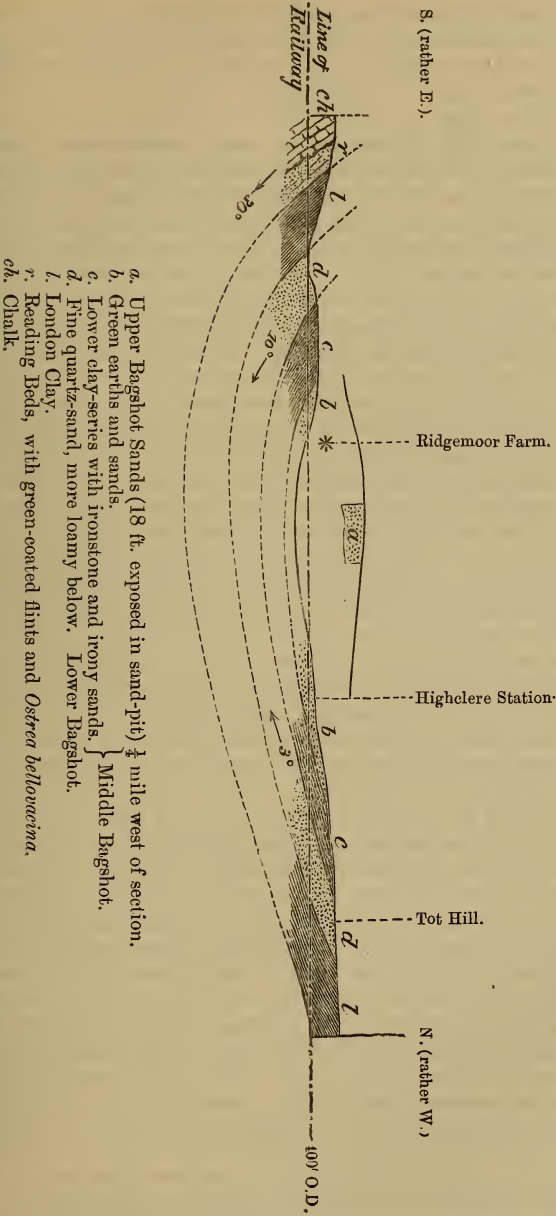 S. (rather E.).
Line of
Railway
ch
r
l
d
c
b
Ridgemoor Farm.
a
Highclere Station.
b
c
Tot Hill.
d
l
N. (rather W.)
400' O.D.
30°
20°
3°
a. Upper Bagshot Sands (18 ft. exposed in sand-pit) ¼ mile west of section.
b. Green earths and sands.
c. Lower clay-series with ironstone and irony sands. } Middle Bagshot.
d. Fine quartz-sand, more loamy below. Lower Bagshot.
l. London Clay.
r. Reading Beds, with green-coated flints and Ostrea bellovacina.
ch. Chalk.